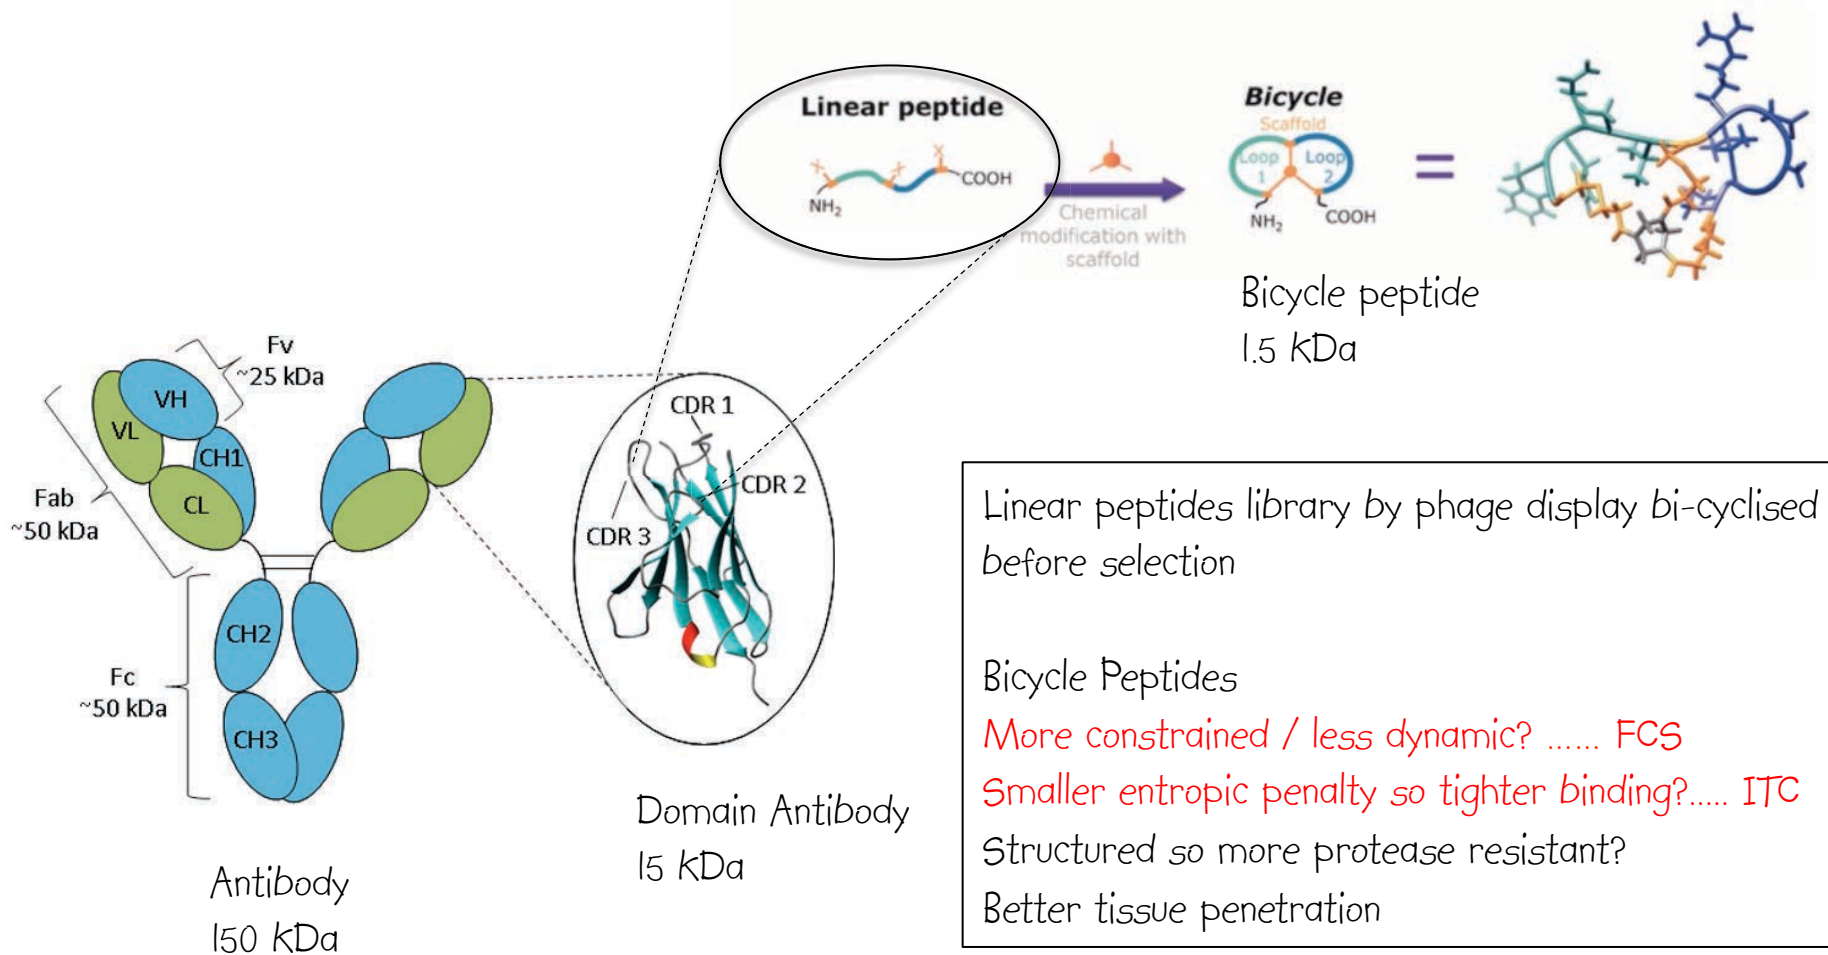 Linear peptide
X
X
X
NH2
COOH
Chemical
modification with
scaffold
Bicycle
Scaffold
Loop
1
Loop
2
NH2
COOH
=
Bicycle peptide
1.5 kDa
Fv
~25 kDa
VH
VL
CH1
CL
Fab
~50 kDa
CH2
Fc
~50 kDa
CH3
Antibody
150 kDa
CDR 1
CDR 2
CDR 3
Domain Antibody
15 kDa
Linear peptides library by phage display bi-cyclised
before selection
Bicycle Peptides
More constrained / less dynamic? ...... FCS
Smaller entropic penalty so tighter binding?..... ITC
Structured so more protease resistant?
Better tissue penetration